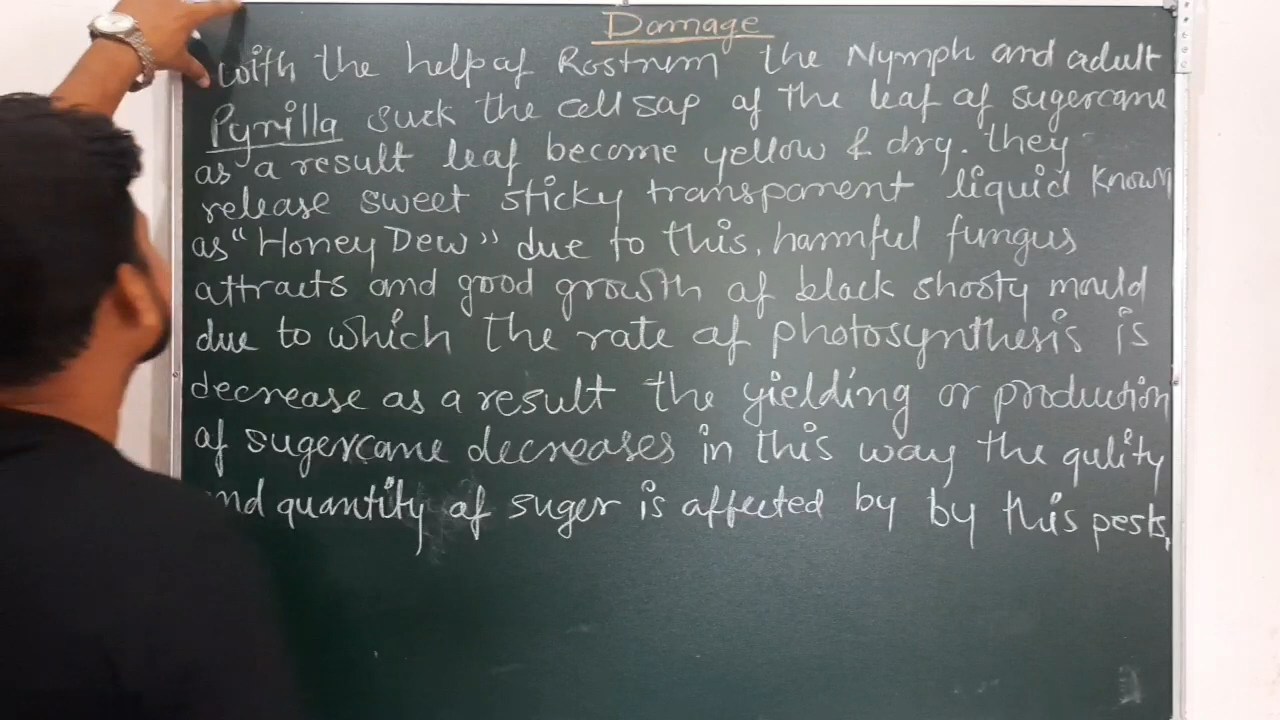 Damage
With the help of Rostrum the Nymph and adult
Pyrilla suck the cell sap of the leaf of sugercane
as a result leaf become yellow & dry. they
release sweet sticky transparent liquid known
as "Honey Dew" due to this, harmful fungus
attracts and good growth of black shooty mould
due to which the rate of photosynthesis is
decrease as a result the yielding or production
of sugercane decreases in this way the qulity
and quantity of suger is affected by by this pests,